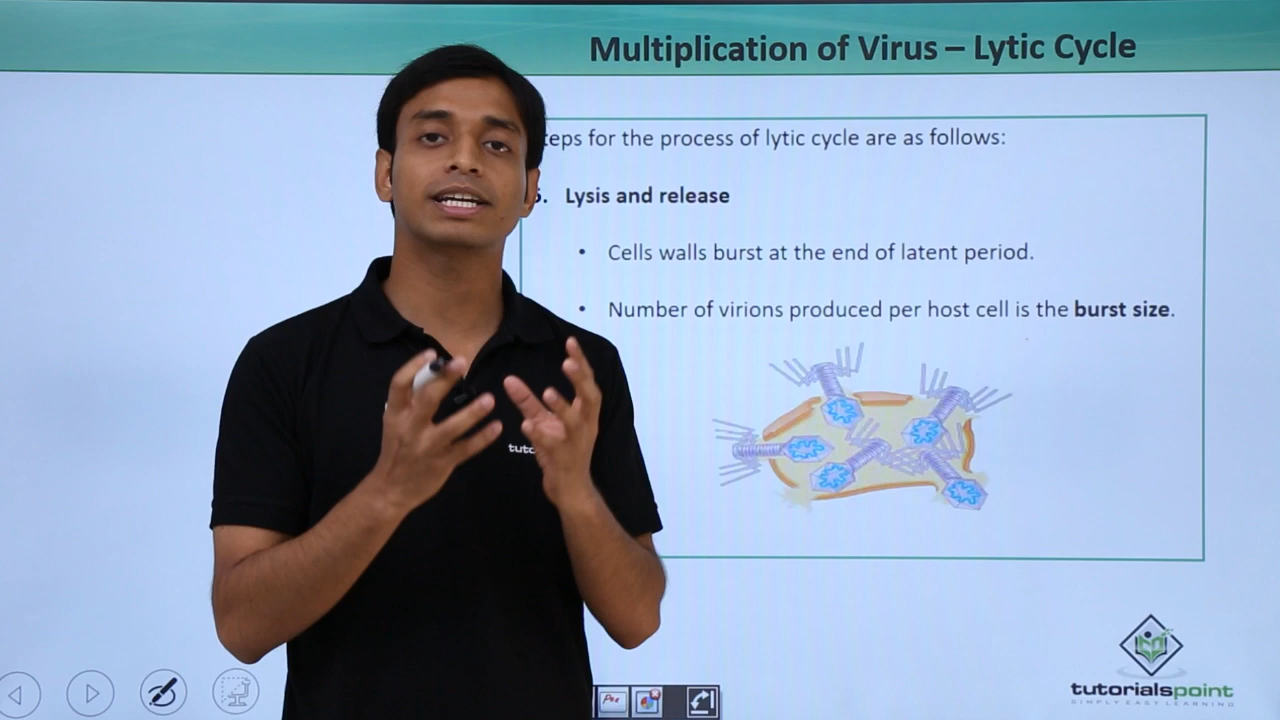 Multiplication of Virus – Lytic Cycle
teps for the process of lytic cycle are as follows:
Lysis and release
• Cells walls burst at the end of latent period.
• Number of virions produced per host cell is the burst size.
tuto
tutorialspoint
SIMPLY EASY LEARNING